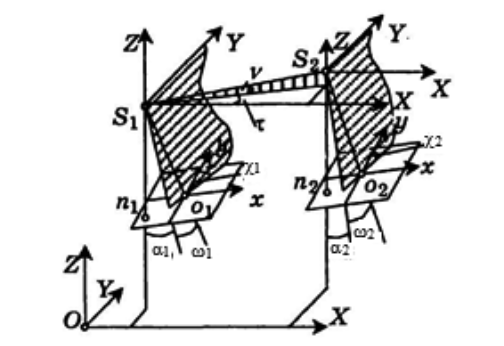 Z Y Z Y
S₁ ν S₂ X
τ X
y y
χ1 χ2
n₁ o₁ x n₂ o₂ x
α1 ω1 α2 ω2
Z Y
O X